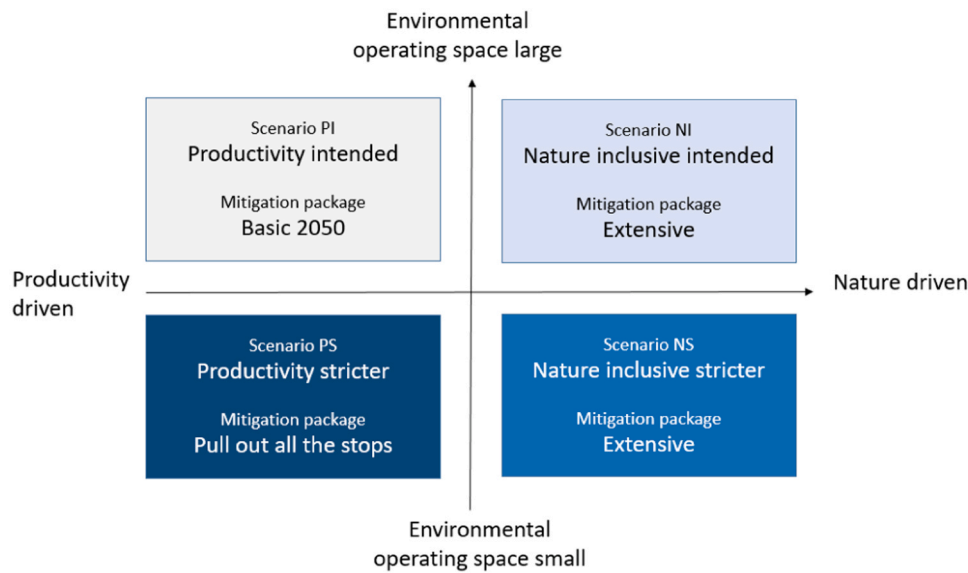 Environmental
operating space large
Scenario PI
Productivity intended
Mitigation package
Basic 2050
Scenario NI
Nature inclusive intended
Mitigation package
Extensive
Productivity
driven
Nature driven
Scenario PS
Productivity stricter
Mitigation package
Pull out all the stops
Scenario NS
Nature inclusive stricter
Mitigation package
Extensive
Environmental
operating space small